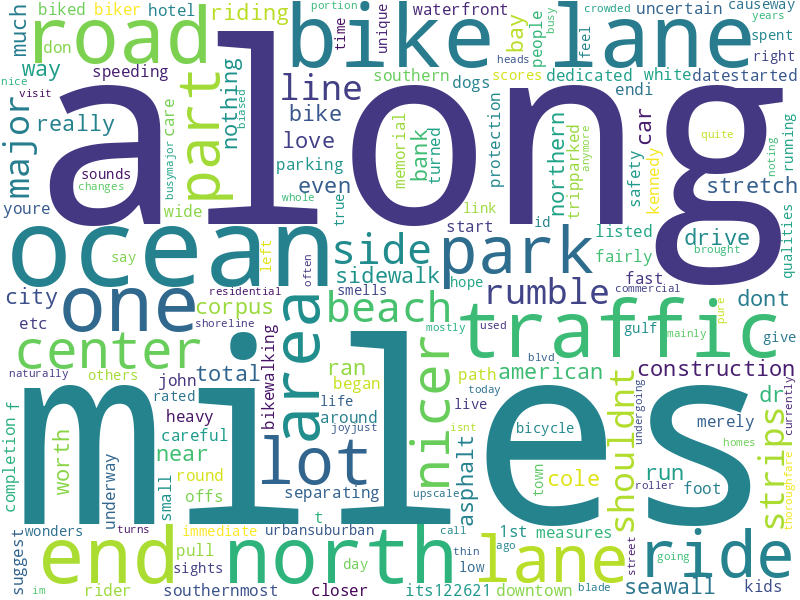 biked biker hotel much riding time unique people waterfront crowded uncertain causeway
portion busy years
road bike lane
don bay heads feel spent right
way speeding nothing line southern scores dedicated white datestarted
nice visit biased dogs endi
along
major really part care bike memorial bank turned protection northern tripparked anymore safety kennedy car quite noting running
sounds love parking stretch
changes busymajor even
youre wide whole true start link id listed drive qualities
ocean side park fairly brought
say left often sidewalk hope
city residential smells rumble fast commercial dont
one corpus beach
etc shoreline area mostly used gulf mainly pure give
center traffic
naturally others john total bikewalking ran path american blvd construction
rated life began live today currently
completion f worth heavy careful around joyjust nicer isnt bicycle shouldnt undergoing merely dr strips
miles
near lot asphalt town cole homes run thoroughfare
underway small round offs separating upscale roller foot
wonders turns immediate urbansuburban t call 1st measures street
suggest end pull north thin ago lane going ride
sights day low
im rider southernmost closer its122621 downtown blade seawall kids